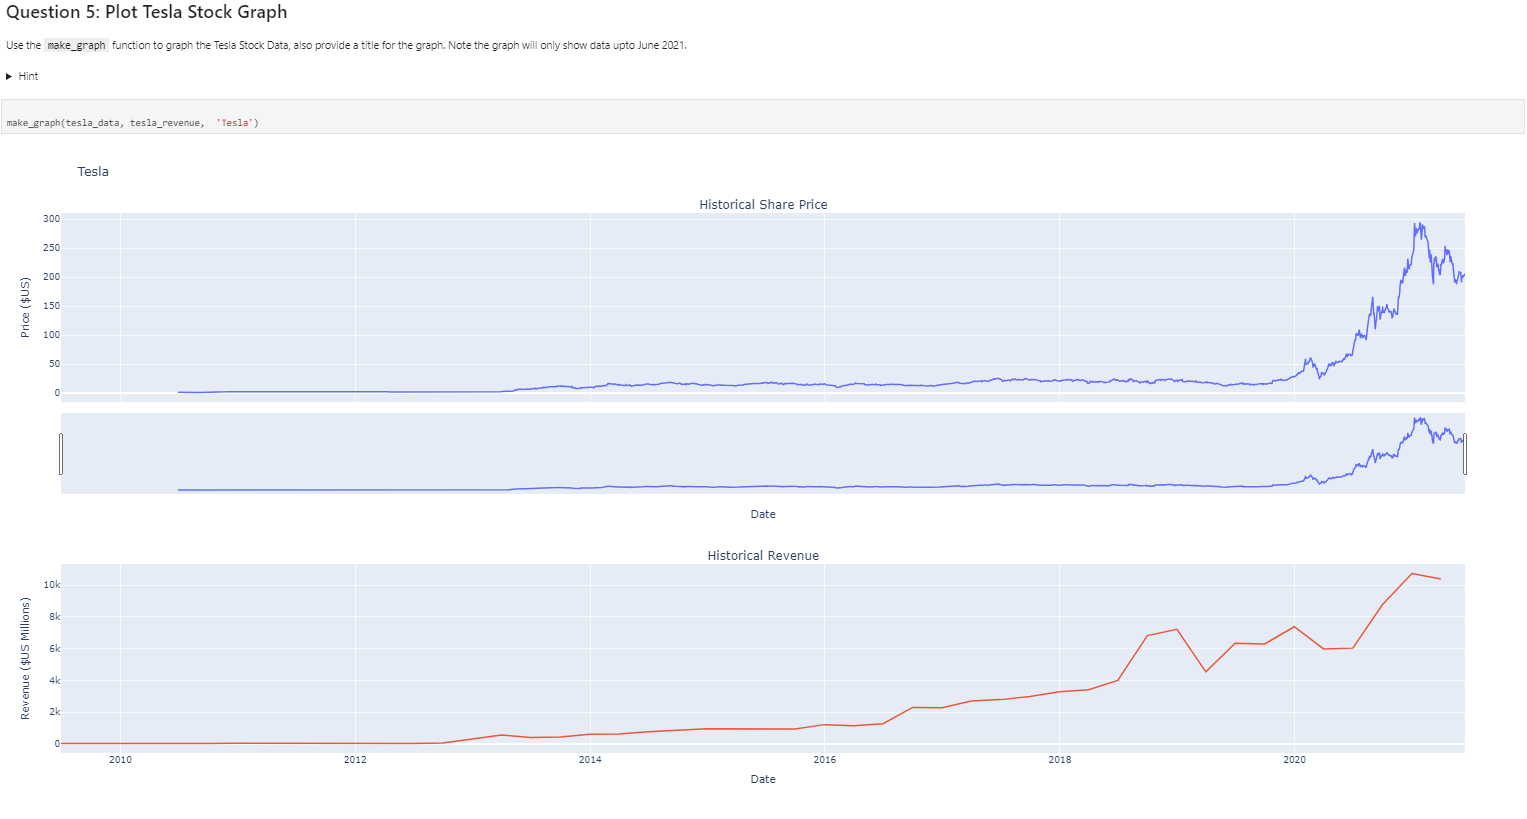 Question 5: Plot Tesla Stock Graph
Use the make_graph function to graph the Tesla Stock Data, also provide a title for the graph. Note the graph will only show data upto June 2021.
Hint
make_graph(tesla_data, tesla_revenue,  'Tesla')
Tesla
Historical Share Price
300
250
200
150
100
50
0
Price ($US)
Date
Historical Revenue
10k
8k
6k
4k
2k
0
Revenue ($US Millions)
2010 2012 2014 2016 2018 2020
Date